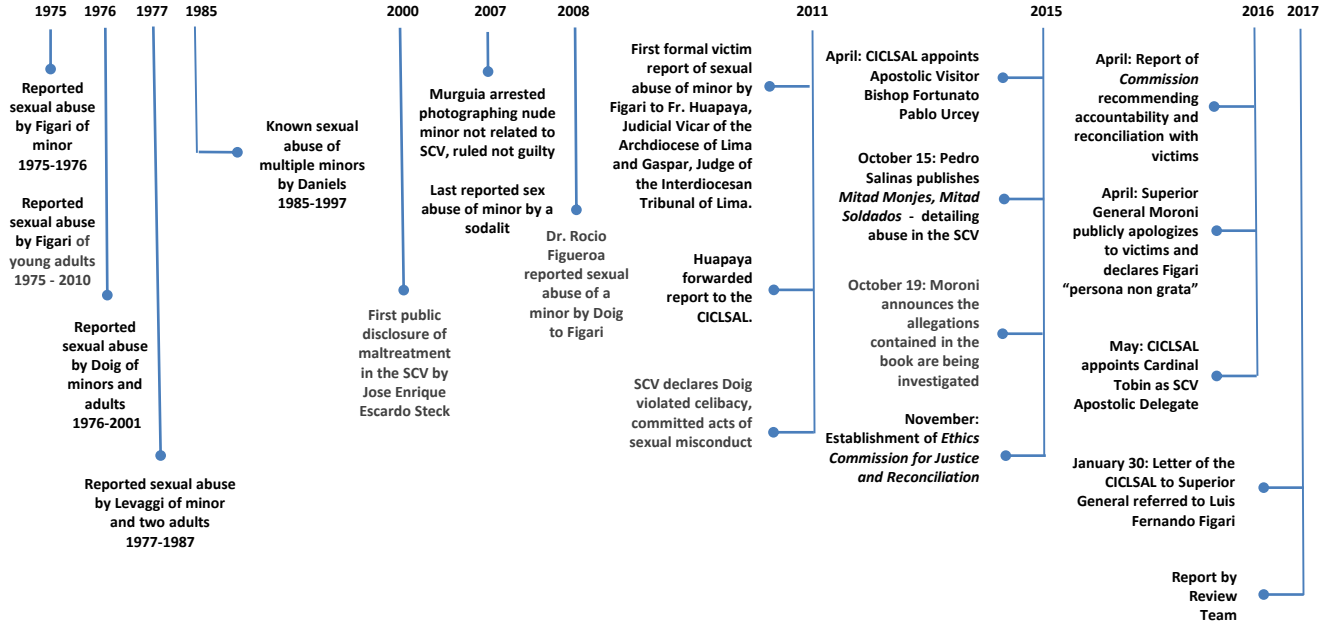 1975
1976
1977
1985
2000
2007
2008
2011
2015
2016
2017
Reported
sexual abuse
by Figari of
minor
1975-1976
Reported
sexual abuse
by Figari of
young adults
1975 - 2010
Reported
sexual abuse
by Doig of
minors and
adults
1976-2001
Reported sexual abuse
by Levaggi of minor
and two adults
1977-1987
Known sexual
abuse of
multiple minors
by Daniels
1985-1997
First public
disclosure of
maltreatment
in the SCV by
Jose Enrique
Escardo Steck
Murguia arrested
photographing nude
minor not related to
SCV, ruled not guilty
Last reported sex
abuse of minor by a
sodalit
Dr. Rocio
Figueroa
reported sexual
abuse of a
minor by Doig
to Figari
First formal victim
report of sexual
abuse of minor by
Figari to Fr. Huapaya,
Judicial Vicar of the
Archdiocese of Lima
and Gaspar, Judge of
the Interdiocesan
Tribunal of Lima.
Huapaya
forwarded
report to the
CICLSAL.
SCV declares Doig
violated celibacy,
committed acts of
sexual misconduct
April: CICLSAL appoints
Apostolic Visitor
Bishop Fortunato
Pablo Urcey
October 15: Pedro
Salinas publishes
Mitad Monjes, Mitad
Soldados - detailing
abuse in the SCV
October 19: Moroni
announces the
allegations
contained in the
book are being
investigated
November:
Establishment of Ethics
Commission for Justice
and Reconciliation
April: Report of
Commission
recommending
accountability and
reconciliation with
victims
April: Superior
General Moroni
publicly apologizes
to victims and
declares Figari
“persona non grata”
May: CICLSAL
appoints Cardinal
Tobin as SCV
Apostolic Delegate
January 30: Letter of the
CICLSAL to Superior
General referred to Luis
Fernando Figari
Report by
Review
Team